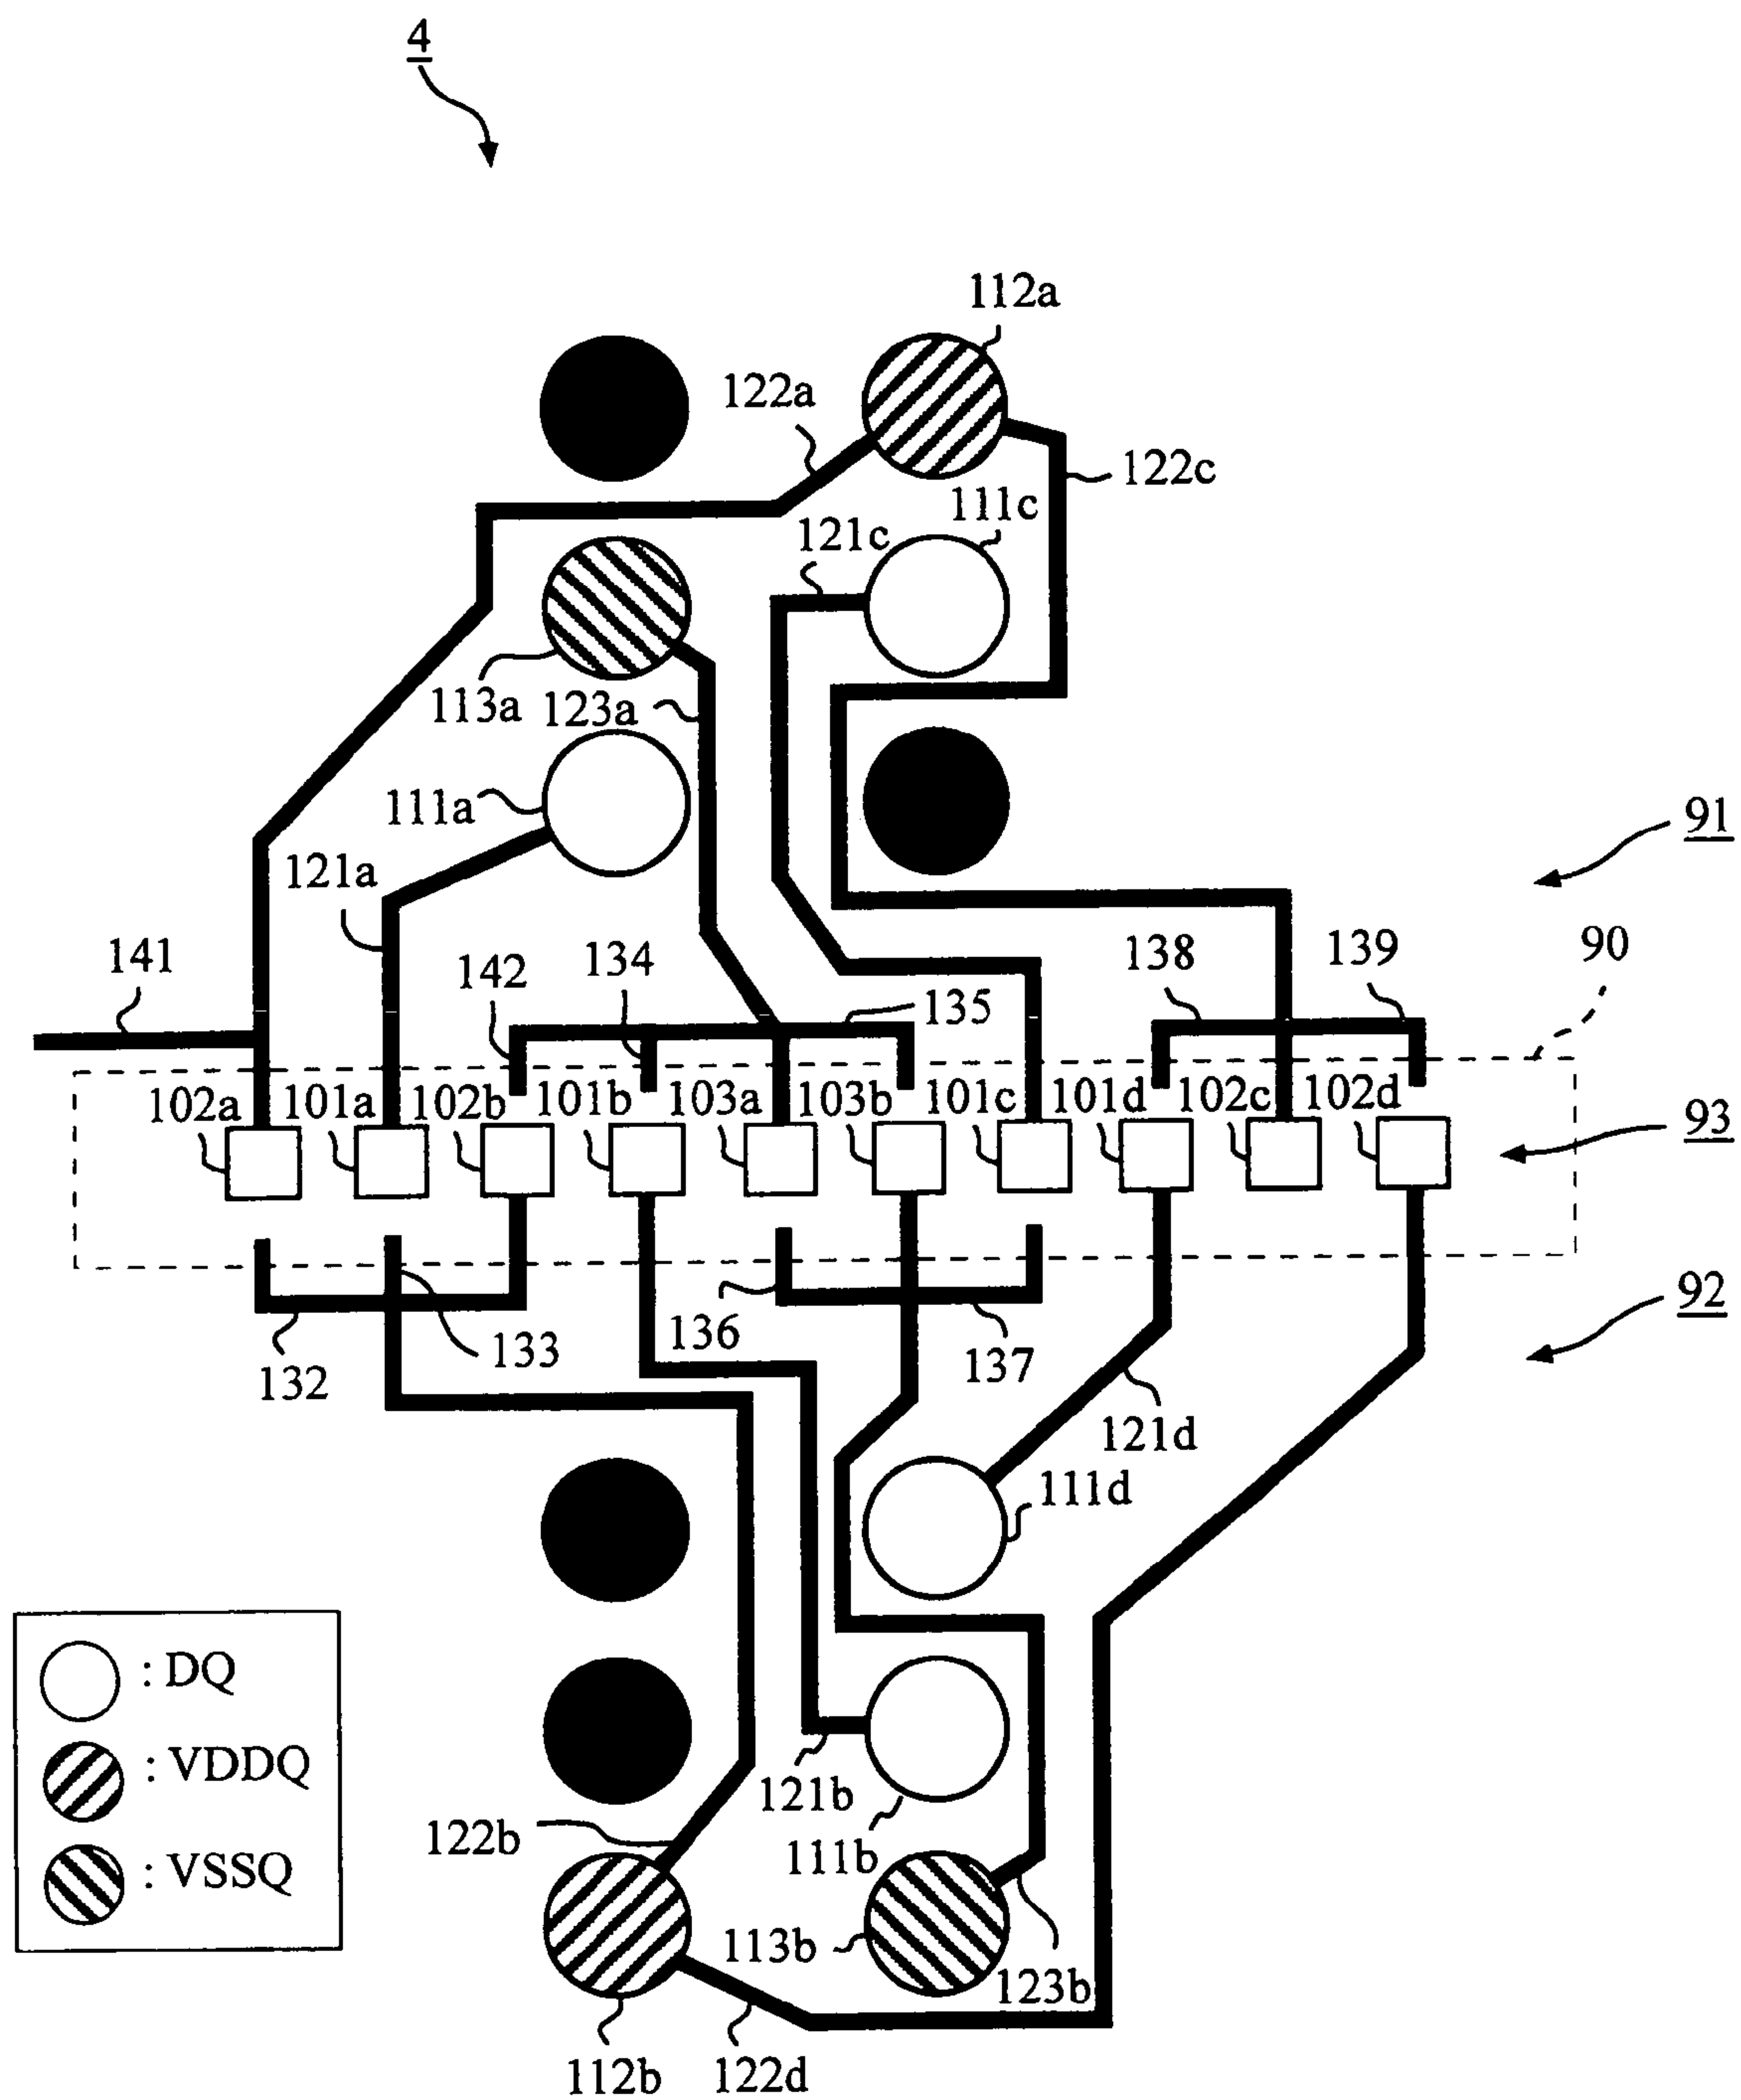 4
112a
122a
122c
111c
121c
113a
123a
111a
91
121a
141
142
134
135
138
139
90
102a
101a
102b
101b
103a
103b
101c
101d
102c
102d
93
92
132
133
136
137
121d
111d
: DQ
: VDDQ
: VSSQ
121b
122b
111b
113b
123b
112b
122d